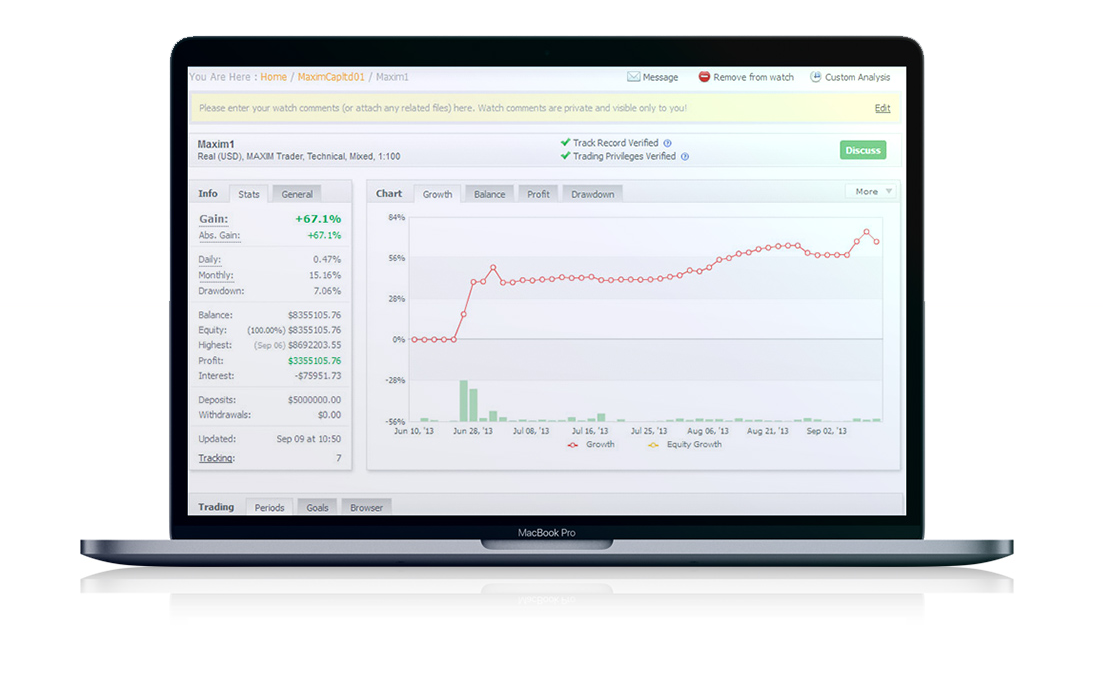 You Are Here : Home / MaximCapltd01 / Maxim1
Message
Remove from watch
Custom Analysis
Please enter your watch comments (or attach any related files) here. Watch comments are private and visible only to you!
Edit
Maxim1
Real (USD), MAXIM Trader, Technical, Mixed, 1:100
Track Record Verified
Trading Privileges Verified
Discuss
Info Stats General
Gain: +67.1%
Abs. Gain: +67.1%
Daily: 0.47%
Monthly: 15.16%
Drawdown: 7.06%
Balance: $8355105.76
Equity: (100.00%) $8355105.76
Highest: (Sep 06) $8692203.55
Profit: $3355105.76
Interest: -$75951.73
Deposits: $5000000.00
Withdrawals: $0.00
Updated: Sep 09 at 10:50
Tracking: 7
Chart Growth Balance Profit Drawdown
More
84%
56%
28%
0%
-28%
-56%
Jun 10, '13 Jun 28, '13 Jul 08, '13 Jul 16, '13 Jul 25, '13 Aug 06, '13 Aug 21, '13 Sep 02, '13
Growth Equity Growth
Trading Periods Goals Browser
MacBook Pro